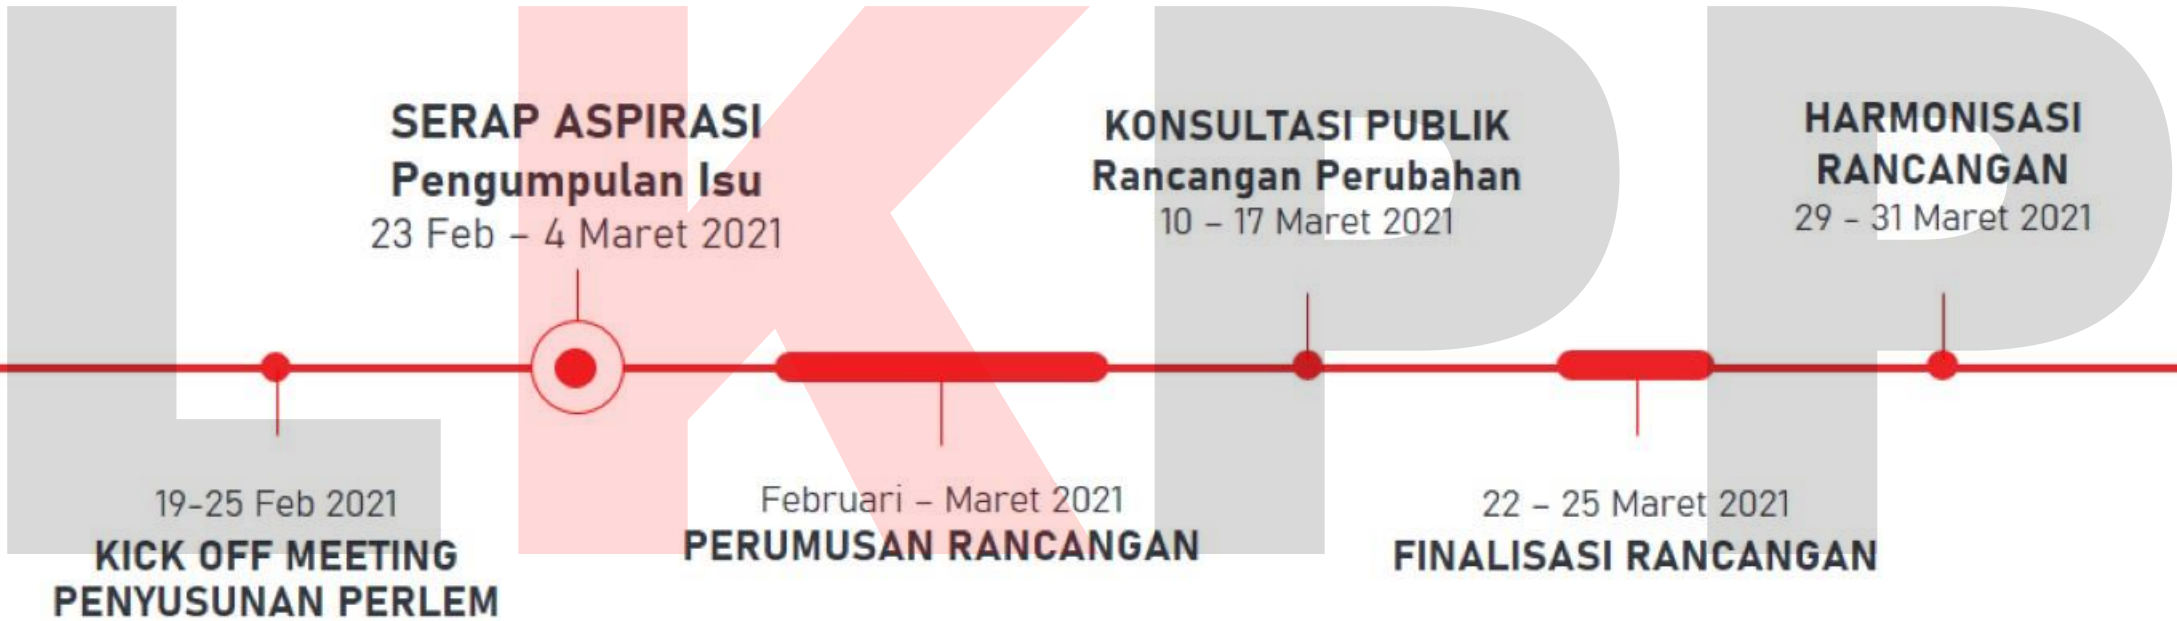 19-25 Feb 2021
KICK OFF MEETING
PENYUSUNAN PERLEM
SERAP ASPIRASI
Pengumpulan Isu
23 Feb – 4 Maret 2021
Februari – Maret 2021
PERUMUSAN RANCANGAN
KONSULTASI PUBLIK
Rancangan Perubahan
10 – 17 Maret 2021
22 – 25 Maret 2021
FINALISASI RANCANGAN
HARMONISASI
RANCANGAN
29 - 31 Maret 2021
LKPP